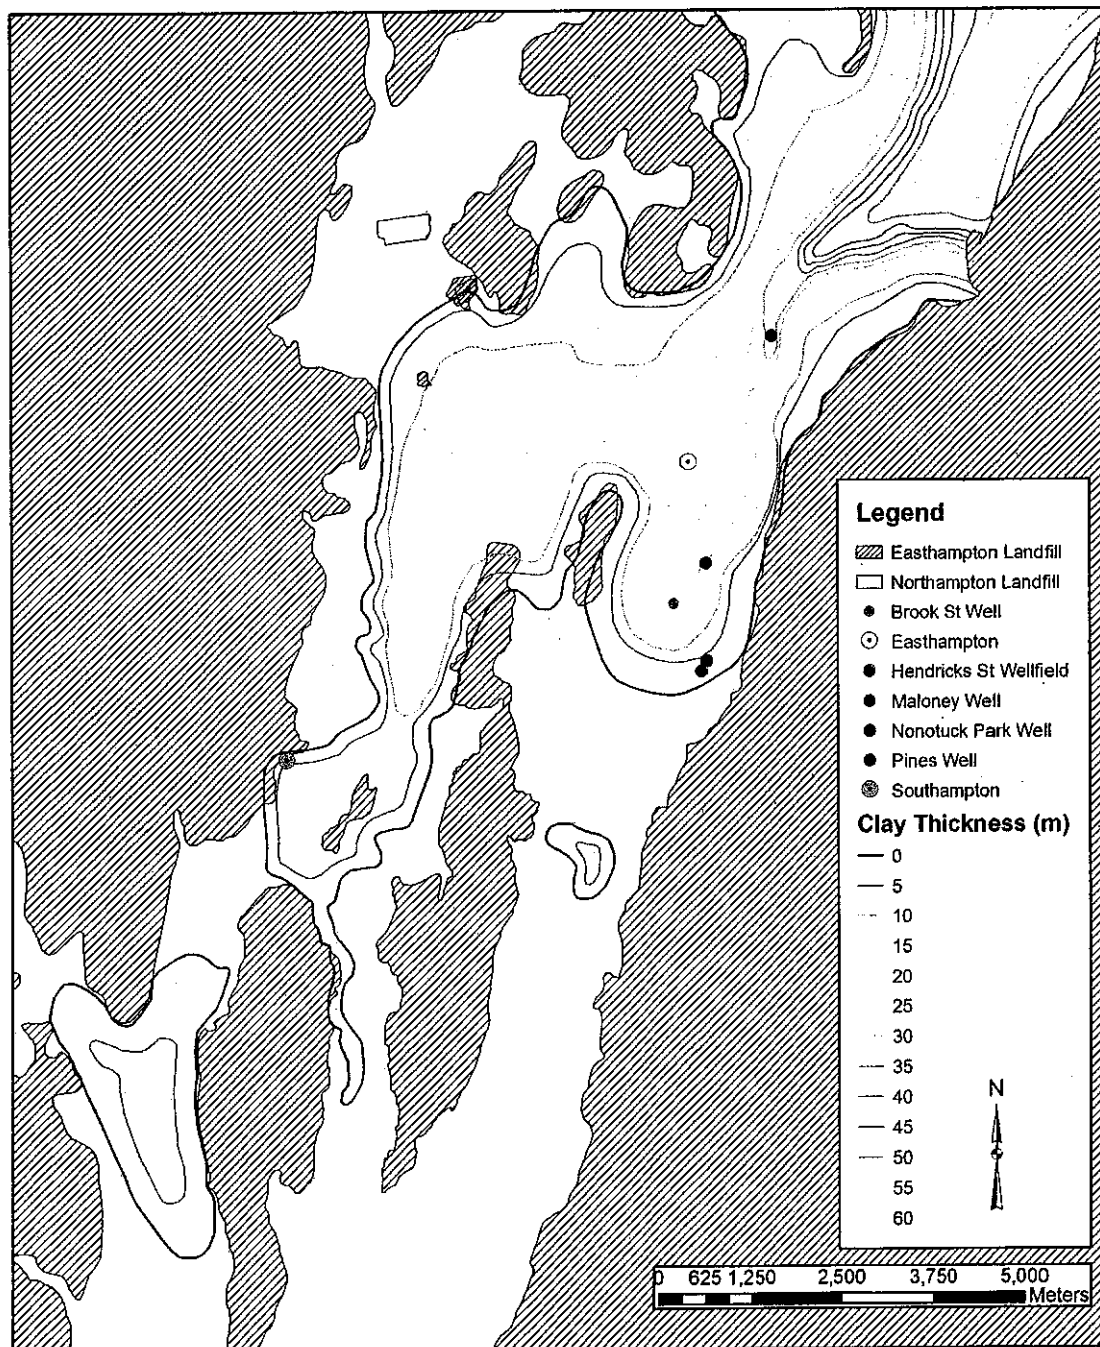 Legend
Easthampton Landfill
Northampton Landfill
Brook St Well
Easthampton
Hendricks St Wellfield
Maloney Well
Nonotuck Park Well
Pines Well
Southampton
Clay Thickness (m)
0
5
10
15
20
25
30
35
40
45
50
55
60
N
0 625 1,250 2,500 3,750 5,000
Meters